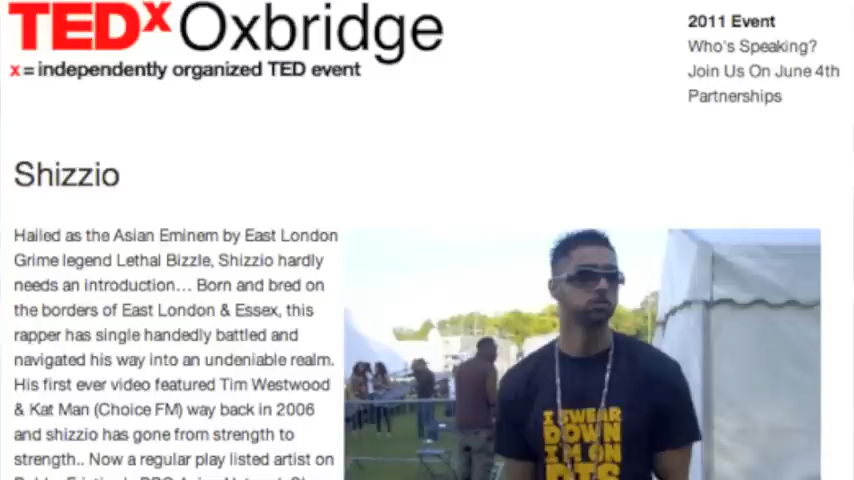 TEDx Oxbridge
x = independently organized TED event
2011 Event
Who's Speaking?
Join Us On June 4th
Partnerships
Shizzio
Hailed as the Asian Eminem by East London
Grime legend Lethal Bizzle, Shizzio hardly
needs an introduction... Born and bred on
the borders of East London & Essex, this
rapper has single handedly battled and
navigated his way into an undeniable realm.
His first ever video featured Tim Westwood
& Kat Man (Choice FM) way back in 2006
and shizzio has gone from strength to
strength.. Now a regular play listed artist on
I SWEAR
DOWN
I'M ON
DIS